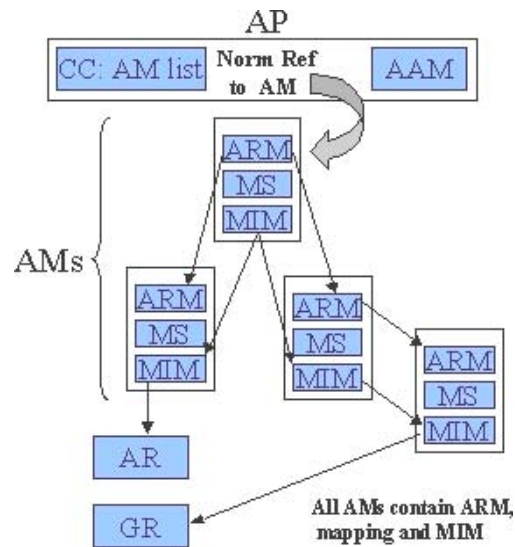 AP
CC: AM list
Norm Ref
to AM
AAM
ARM
MS
MIM
AMs
ARM
MS
MIM
ARM
MS
MIM
ARM
MS
MIM
AR
GR
All AMs contain ARM,
mapping and MIM